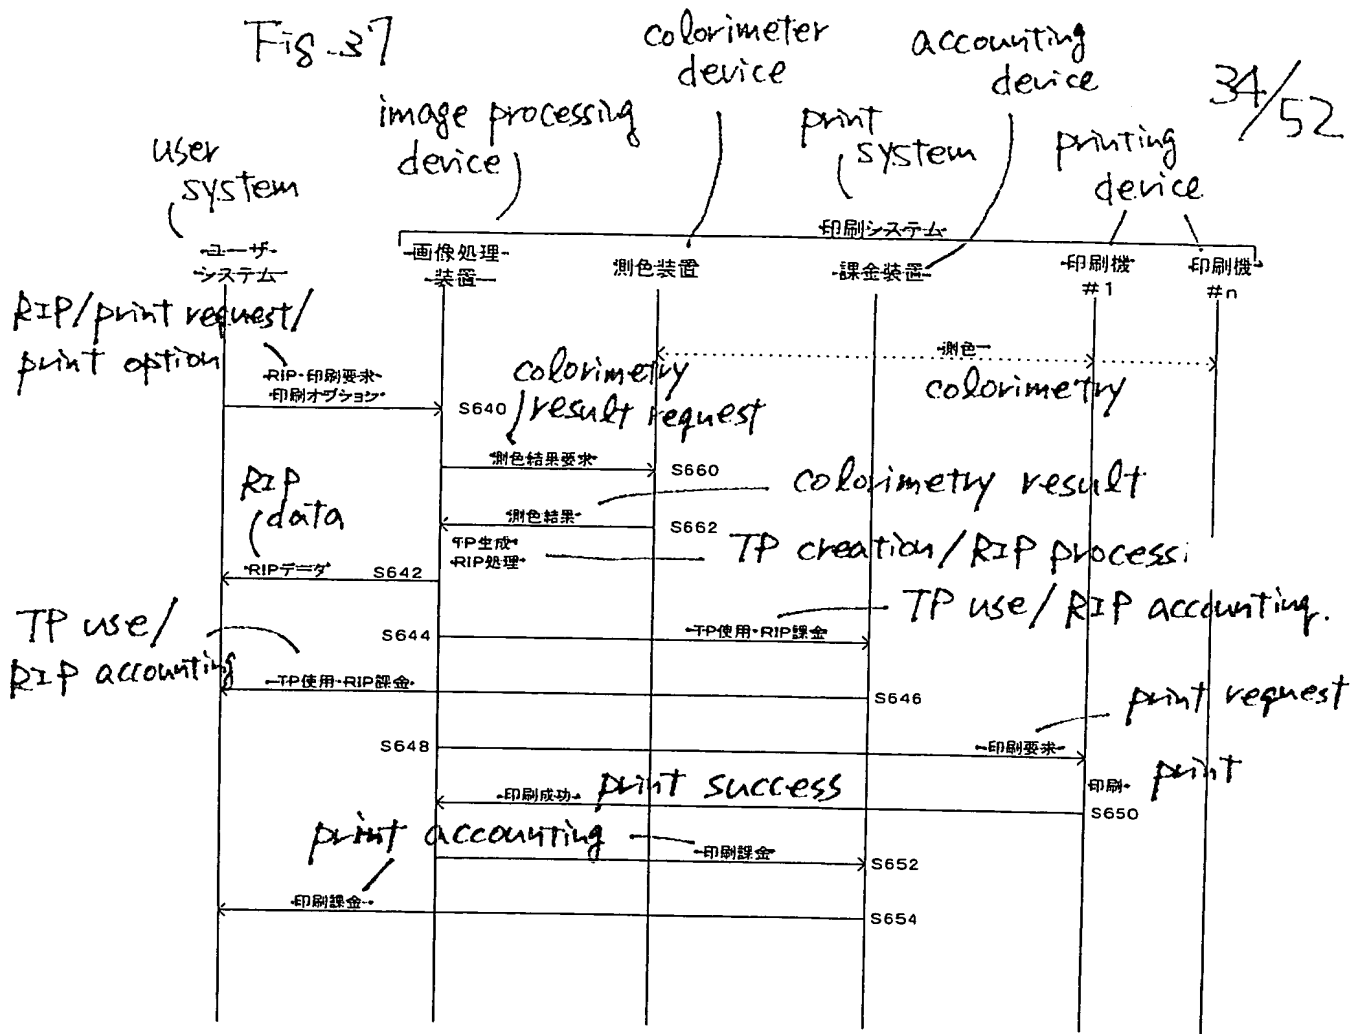 Fig. 37
34/52
colorimeter
device
accounting
device
image processing
device
print
system
printing
device
user
system
印刷システム
ユーザ
システム
画像処理
装置
測色装置
課金装置
印刷機
#1
印刷機
#n
RIP/print request/
print option
測色
colorimetry
RIP・印刷要求
印刷オプション
S640
colorimetry
result request
測色結果要求
S660
colorimetry result
RIP
data
測色結果
S662
TP生成
RIP処理
TP creation/RIP process
RIPデータ
S642
TP use/RIP accounting.
S644
TP使用・RIP課金
TP use/
RIP accounting
TP使用・RIP課金
S646
print request
S648
印刷要求
印刷
print
印刷成功
print success
S650
print accounting
印刷課金
S652
印刷課金
S654